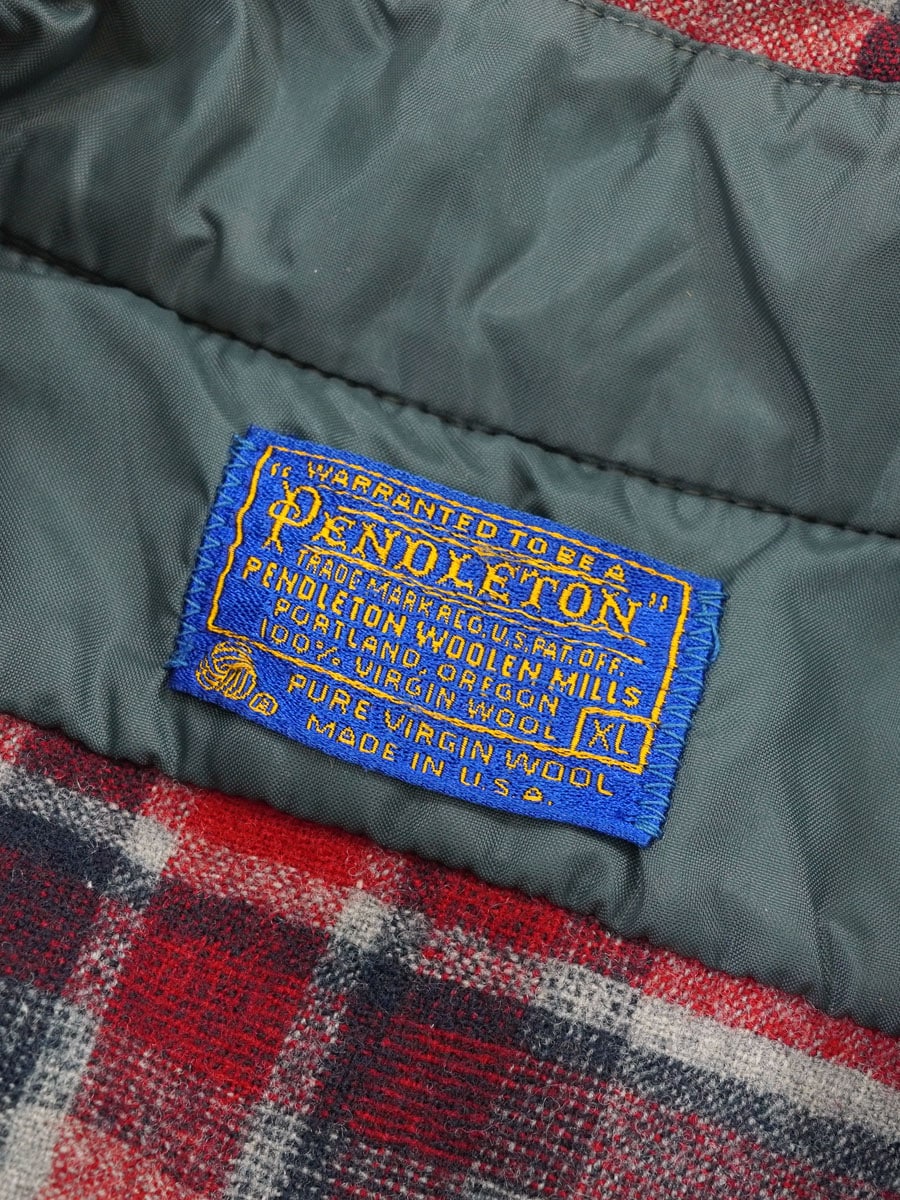 "WARRANTED TO BE A
PENDLETON"
TRADE MARK REG. U.S. PAT. OFF.
PENDLETON WOOLEN MILLS
PORTLAND, OREGON
100% VIRGIN WOOL XL
® PURE VIRGIN WOOL
MADE IN U.S.A.